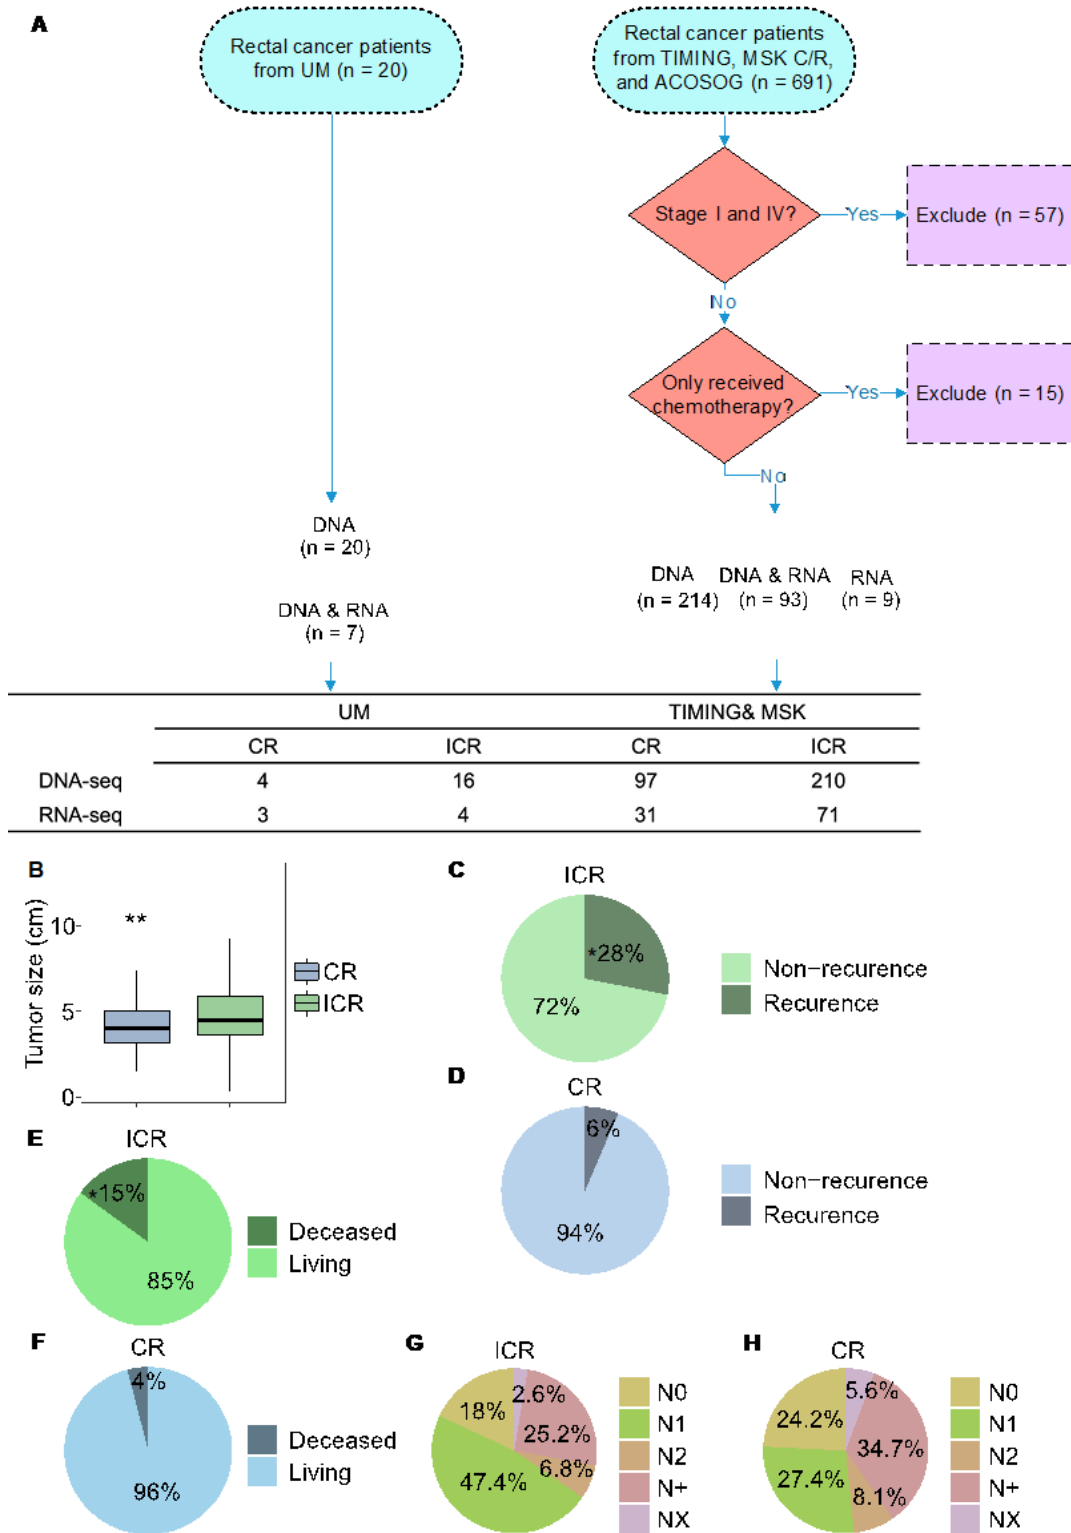 A
Rectal cancer patients
from UM (n = 20)
Rectal cancer patients
from TIMING, MSK C/R,
and ACOSOG (n = 691)
Stage I and IV?
Yes
Exclude (n = 57)
No
Only received
chemotherapy?
Yes
Exclude (n = 15)
No
DNA
(n = 20)
DNA & RNA
(n = 7)
DNA
(n = 214)
DNA & RNA
(n = 93)
RNA
(n = 9)
UM TIMING& MSK
CR ICR CR ICR
DNA-seq 4 16 97 210
RNA-seq 3 4 31 71
B
Tumor size (cm)
10-
5-
0-
**
CR
ICR
C
ICR
*28%
72%
Non-recurence
Recurence
D
CR
6%
94%
Non-recurence
Recurence
E
ICR
*15%
85%
Deceased
Living
F
CR
4%
96%
Deceased
Living
G
ICR
2.6%
18%
25.2%
6.8%
47.4%
N0
N1
N2
N+
NX
H
CR
5.6%
24.2%
34.7%
27.4%
8.1%
N0
N1
N2
N+
NX